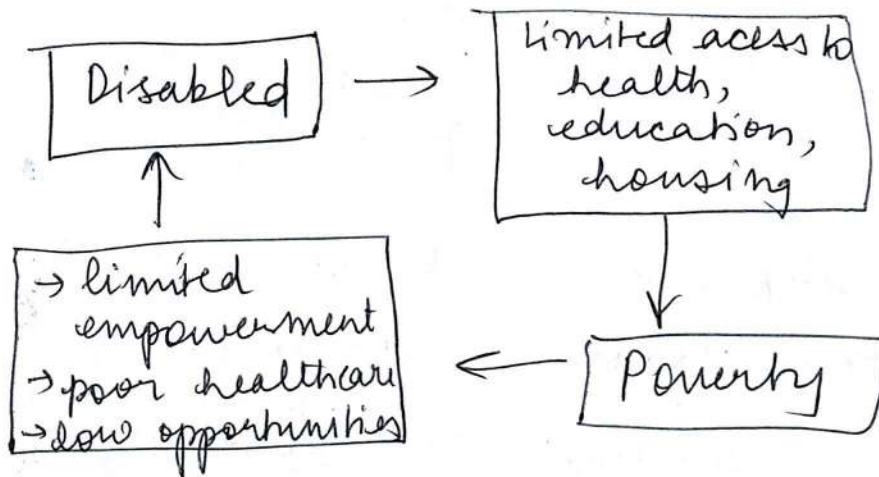 Disabled
Limited acess to
health,
education,
housing
→ limited
empowerment
→ poor healthcare
→ low opportunities
Poverty